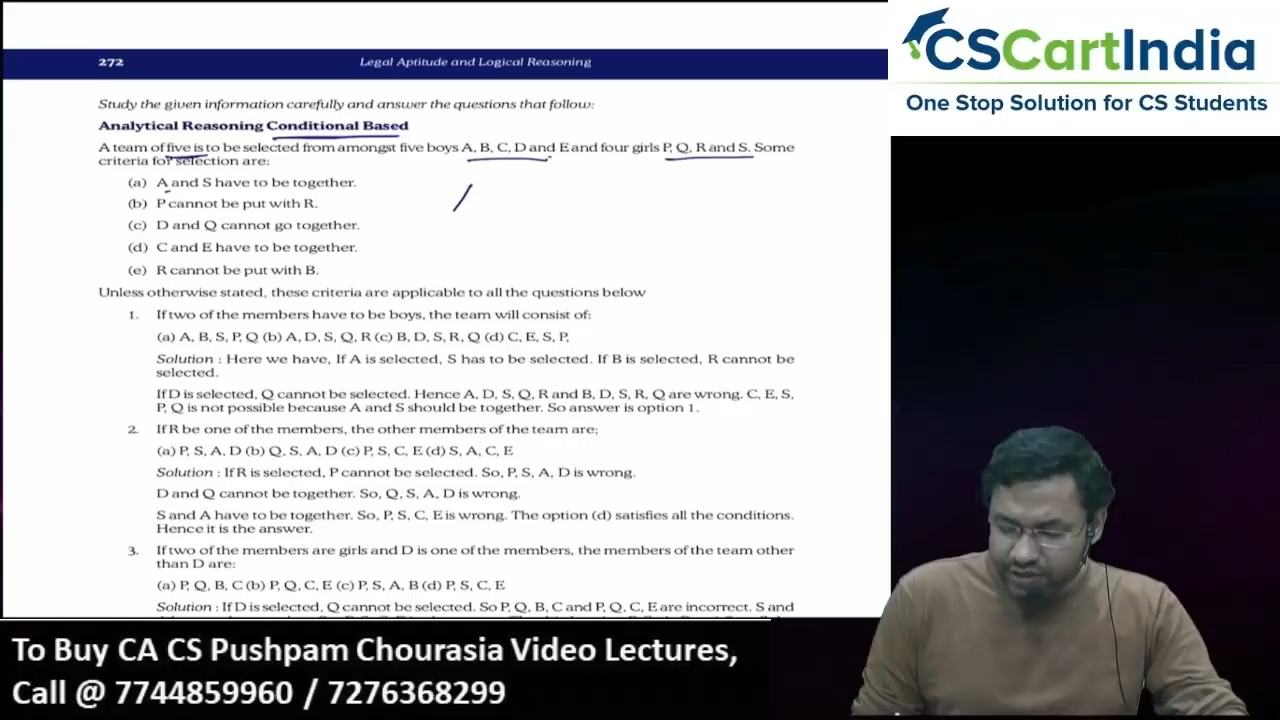 272
Legal Aptitude and Logical Reasoning
CSCartIndia
One Stop Solution for CS Students
Study the given information carefully and answer the questions that follow:
Analytical Reasoning Conditional Based
A team of five is to be selected from amongst five boys A, B, C, D and E and four girls P, Q, R and S. Some
criteria for selection are:
(a) A and S have to be together.
(b) P cannot be put with R.
(c) D and Q cannot go together.
(d) C and E have to be together.
(e) R cannot be put with B.
Unless otherwise stated, these criteria are applicable to all the questions below
1. If two of the members have to be boys, the team will consist of:
(a) A, B, S, P, Q (b) A, D, S, Q, R (c) B, D, S, R, Q (d) C, E, S, P,
Solution : Here we have, If A is selected, S has to be selected. If B is selected, R cannot be
selected.
If D is selected, Q cannot be selected. Hence A, D, S, Q, R and B, D, S, R, Q are wrong. C, E, S,
P, Q is not possible because A and S should be together. So answer is option 1.
2. If R be one of the members, the other members of the team are;
(a) P, S, A, D (b) Q, S, A, D (c) P, S, C, E (d) S, A, C, E
Solution : If R is selected, P cannot be selected. So, P, S, A, D is wrong.
D and Q cannot be together. So, Q, S, A, D is wrong.
S and A have to be together. So, P, S, C, E is wrong. The option (d) satisfies all the conditions.
Hence it is the answer.
3. If two of the members are girls and D is one of the members, the members of the team other
than D are:
(a) P, Q, B, C (b) P, Q, C, E (c) P, S, A, B (d) P, S, C, E
Solution : If D is selected, Q cannot be selected. So P, Q, B, C and P, Q, C, E are incorrect. S and
To Buy CA CS Pushpam Chourasia Video Lectures,
Call @ 7744859960 / 7276368299